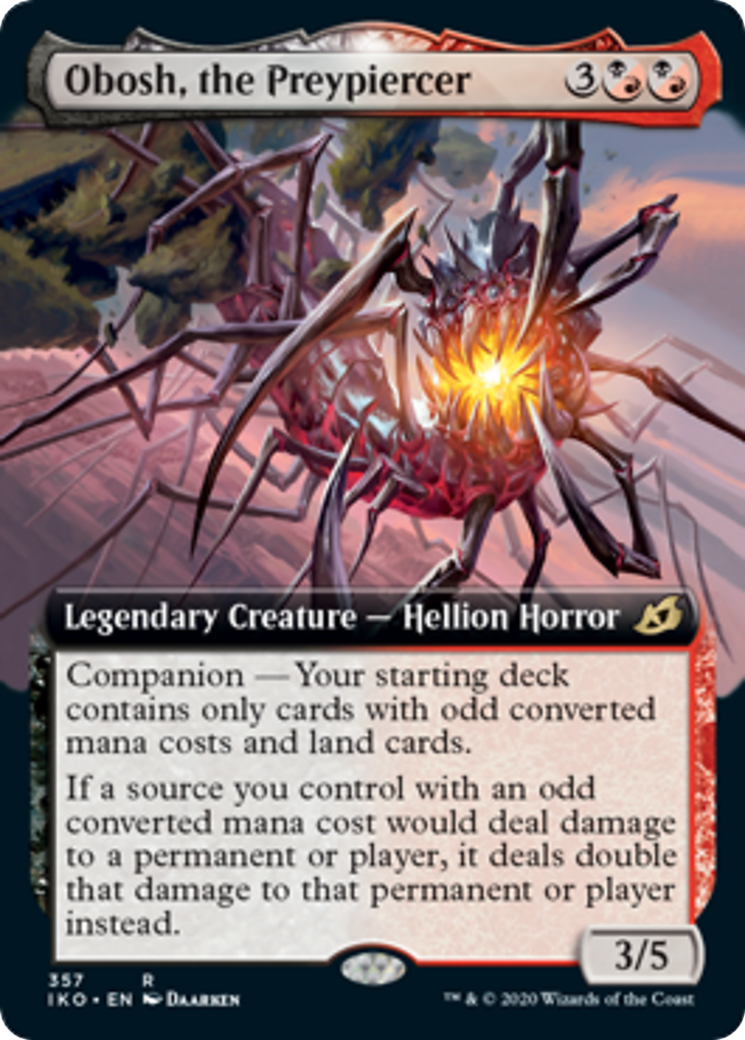 Obosh, the Preypiercer 3
Legendary Creature — Hellion Horror
Companion — Your starting deck
contains only cards with odd converted
mana costs and land cards.
If a source you control with an odd
converted mana cost would deal damage
to a permanent or player, it deals double
that damage to that permanent or player
instead.
3/5
357 R
IKO • EN DAARKEN
™ & © 2020 Wizards of the Coast